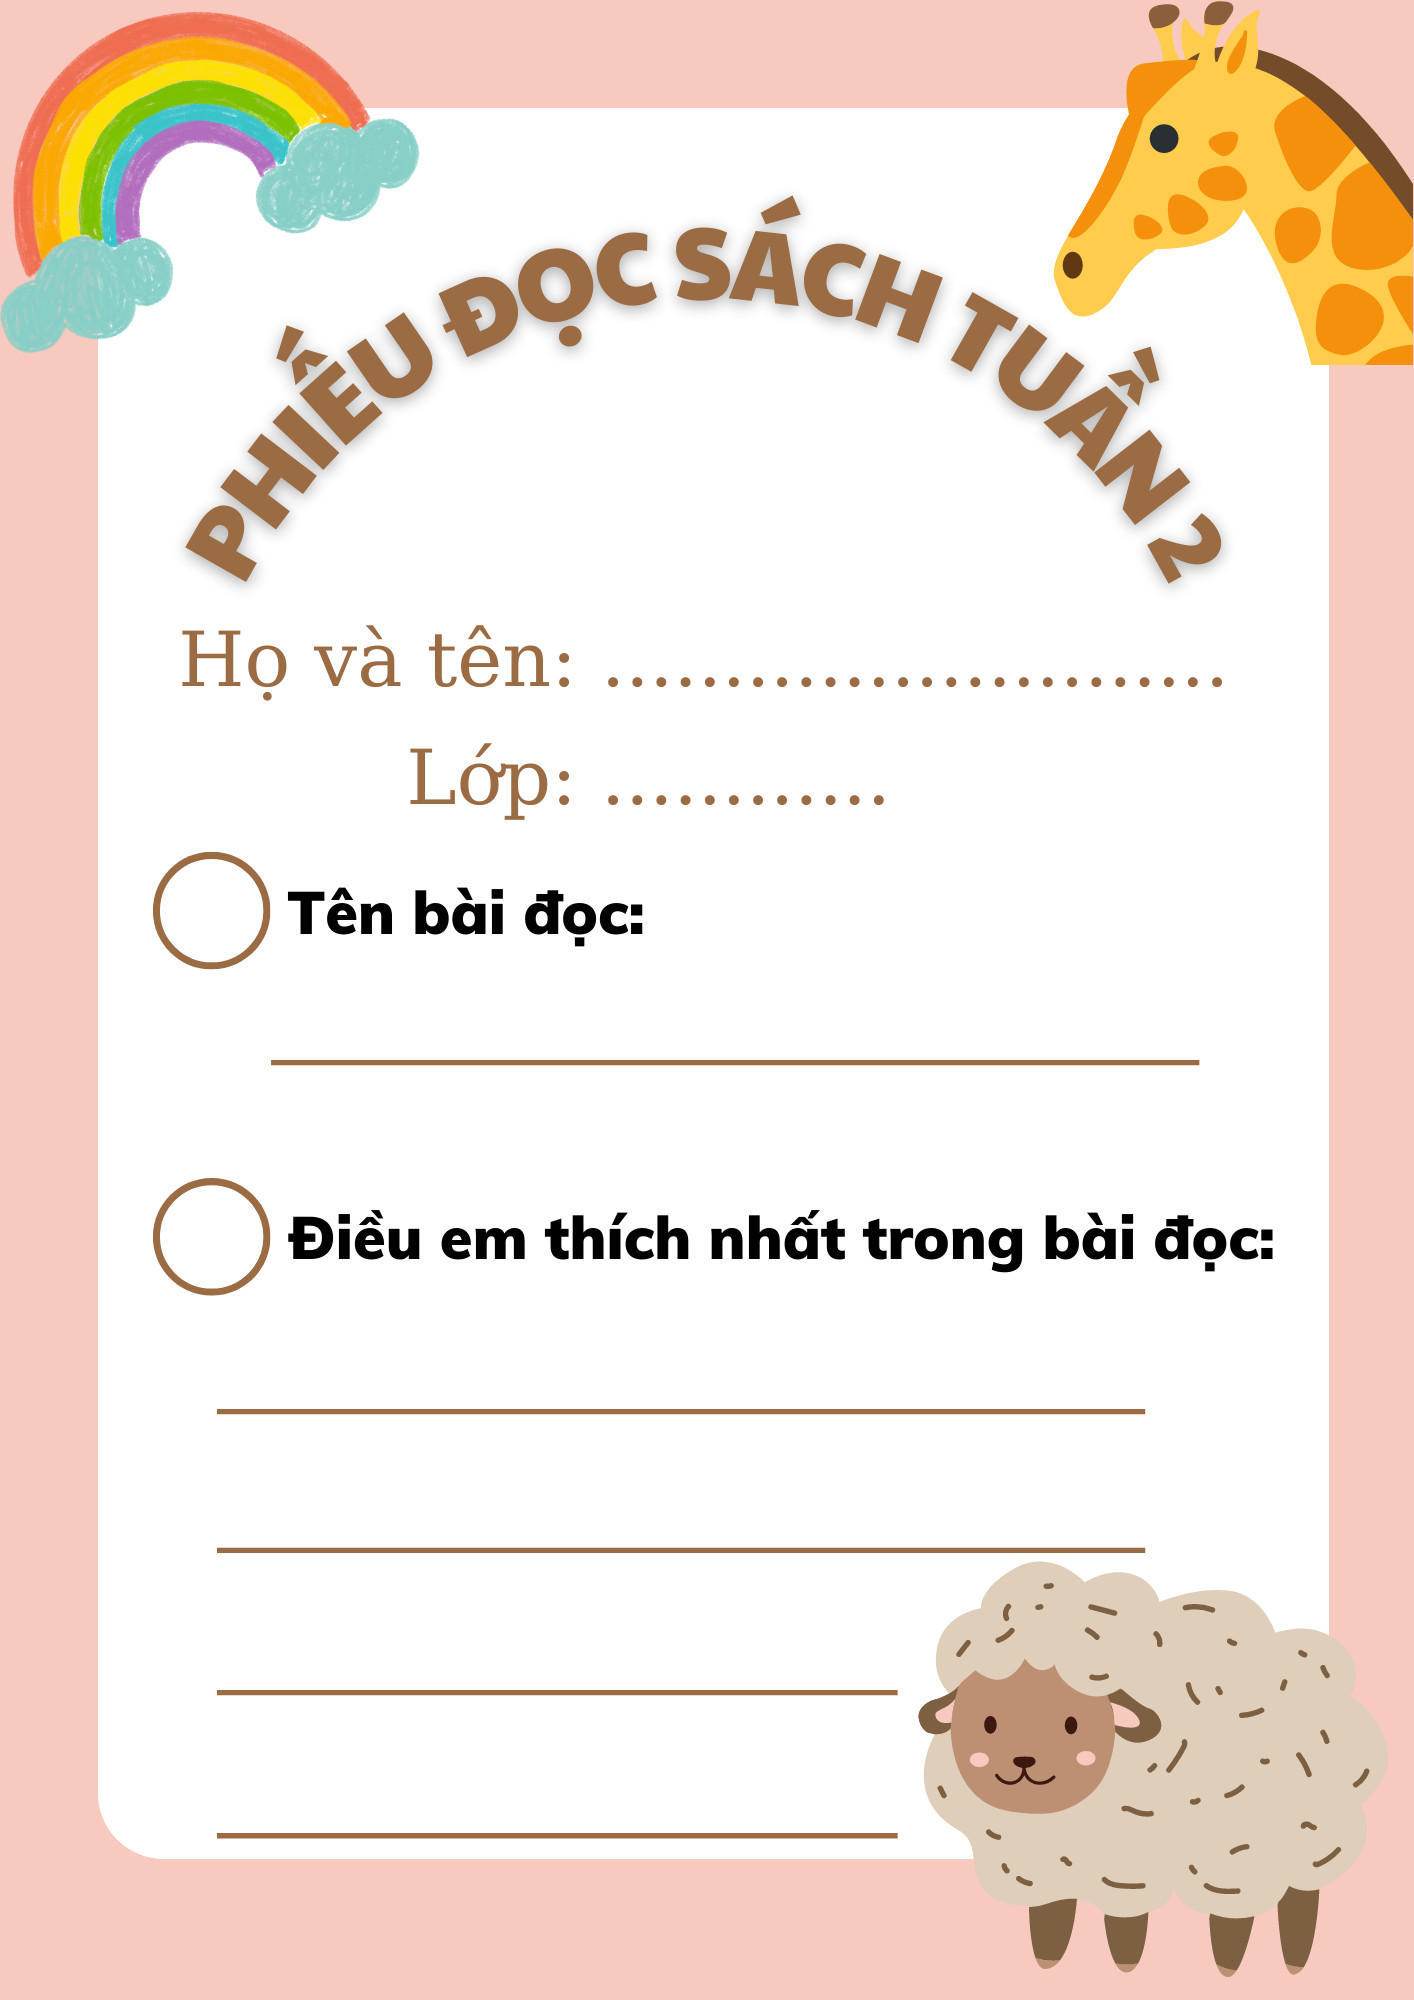 PHIẾU ĐỌC SÁCH TUẦN 2
Họ và tên: ..........................
Lớp: ............
Tên bài đọc:
Điều em thích nhất trong bài đọc: